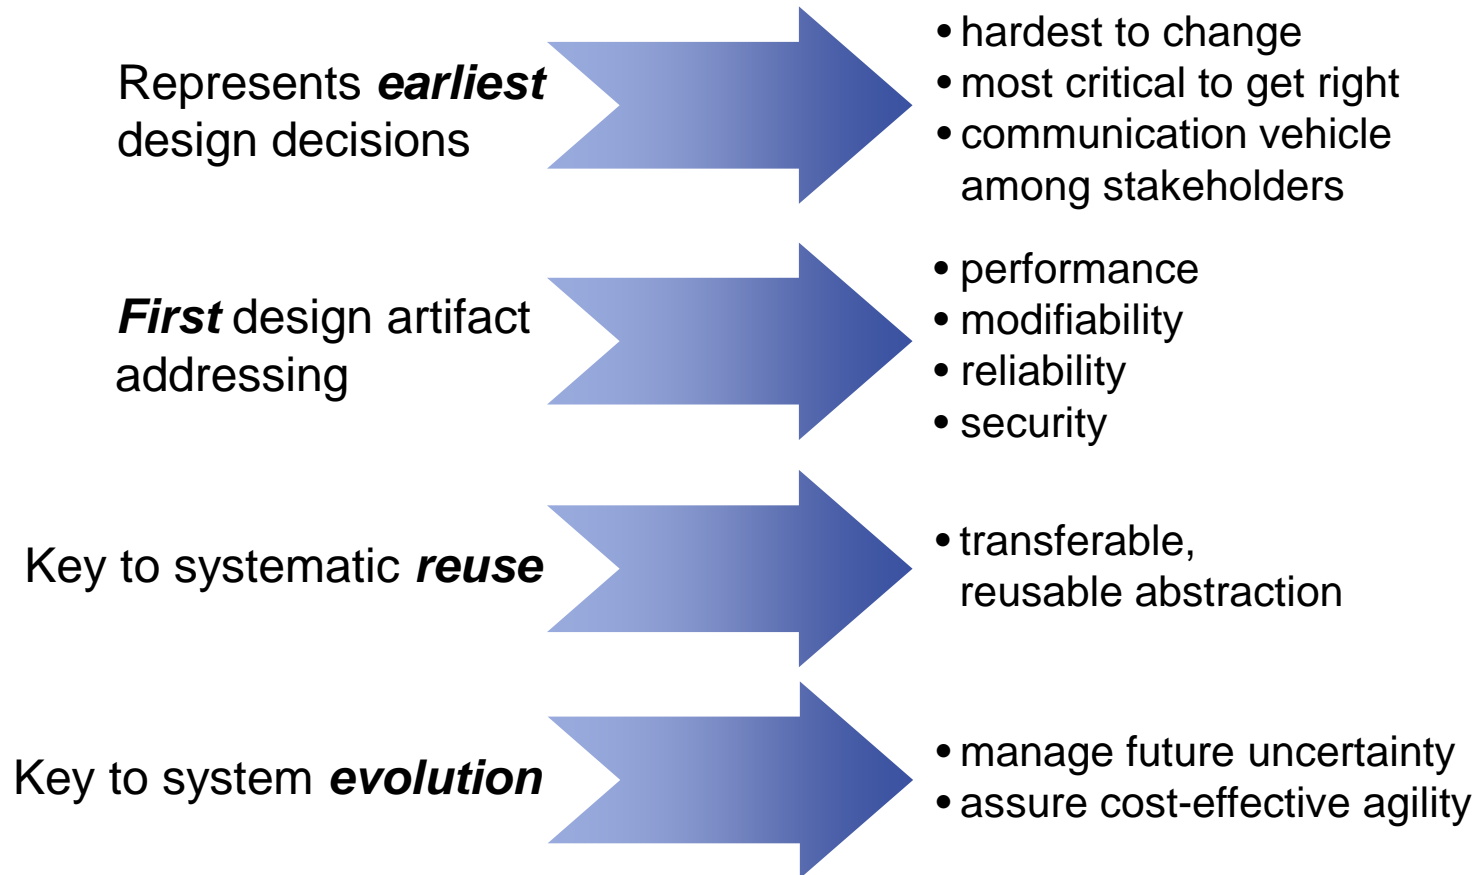 Represents earliest
design decisions
• hardest to change
• most critical to get right
• communication vehicle
among stakeholders
First design artifact
addressing
• performance
• modifiability
• reliability
• security
Key to systematic reuse
• transferable,
reusable abstraction
Key to system evolution
• manage future uncertainty
• assure cost-effective agility